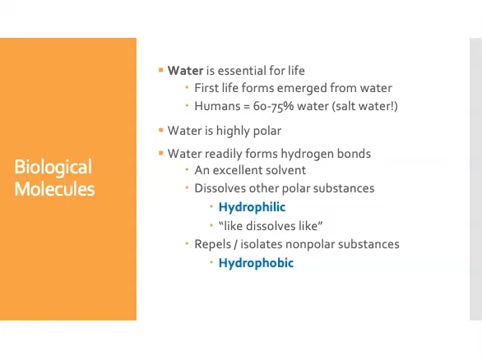 Biological
Molecules
Water is essential for life
First life forms emerged from water
Humans = 60-75% water (salt water!)
Water is highly polar
Water readily forms hydrogen bonds
An excellent solvent
Dissolves other polar substances
Hydrophilic
“like dissolves like”
Repels / isolates nonpolar substances
Hydrophobic